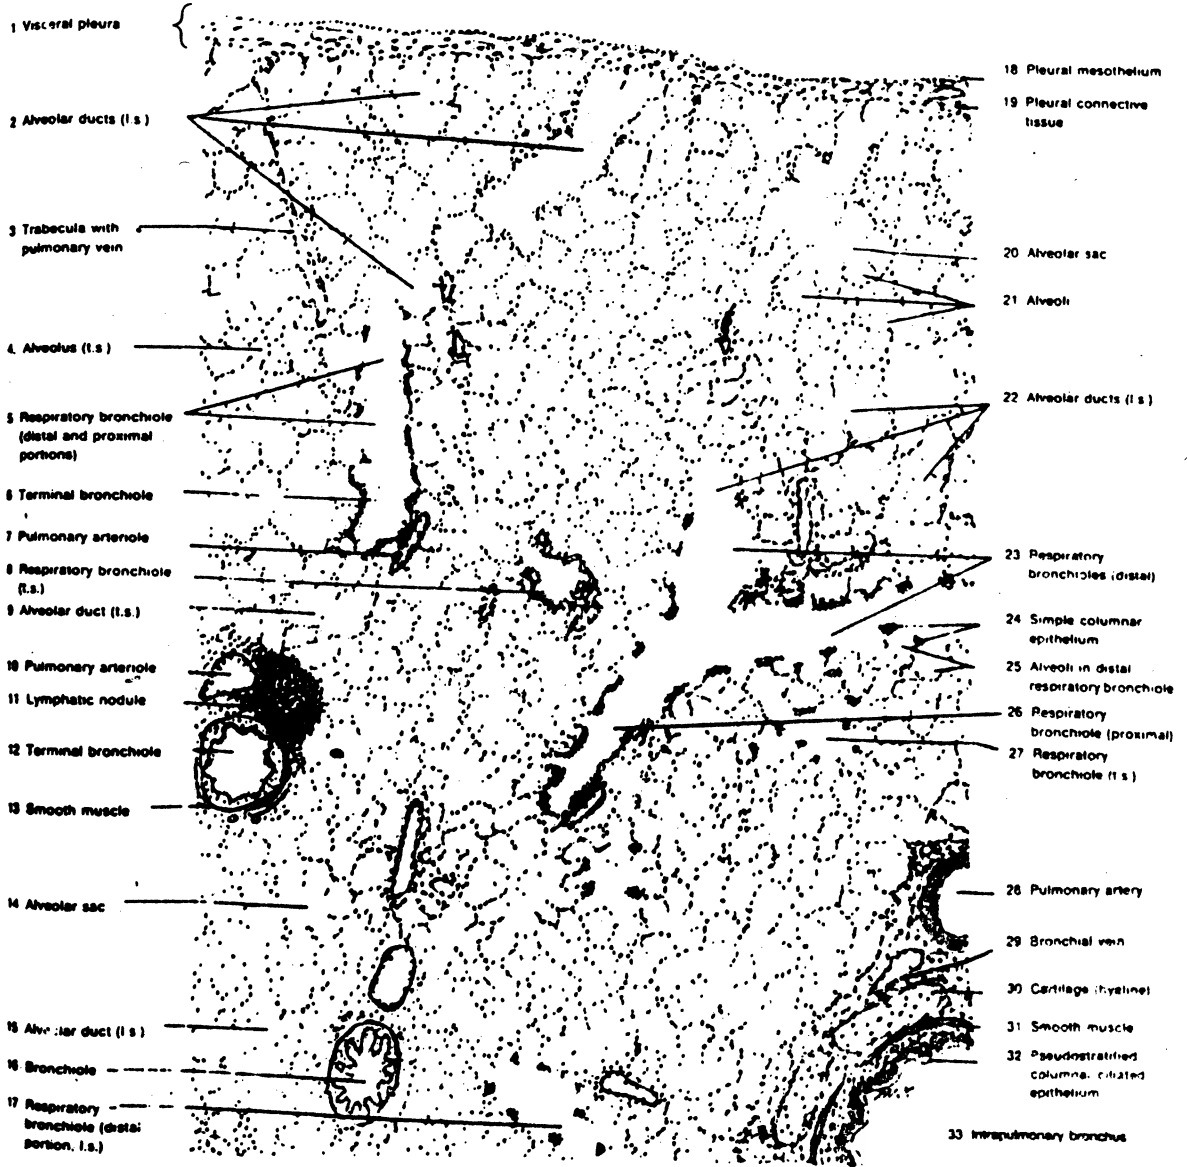 1 Visceral pleura
2 Alveolar ducts (l.s.)
3 Trabecula with
pulmonary vein
4. Alveolus (t.s.)
5 Respiratory bronchiole
(distal and proximal
portions)
6 Terminal bronchiole
7 Pulmonary arteriole
8 Respiratory bronchiole
(t.s.)
9 Alveolar duct (t.s.)
10 Pulmonary arteriole
11 Lymphatic nodule
12 Terminal bronchiole
13 Smooth muscle
14 Alveolar sac
15 Alveolar duct (l.s.)
16 Bronchiole
17 Respiratory
bronchiole (distal
portion, l.s.)
18 Pleural mesothelium
19 Pleural connective
tissue
20 Alveolar sac
21 Alveoli
22 Alveolar ducts (l.s.)
23 Respiratory
bronchioles (distal)
24 Simple columnar
epithelium
25 Alveoli in distal
respiratory bronchiole
26 Respiratory
bronchiole (proximal)
27 Respiratory
bronchiole (t.s.)
28 Pulmonary artery
29 Bronchial vein
30 Cartilage (hyaline)
31 Smooth muscle
32 Pseudostratified
columnar ciliated
epithelium
33 Intrapulmonary bronchus